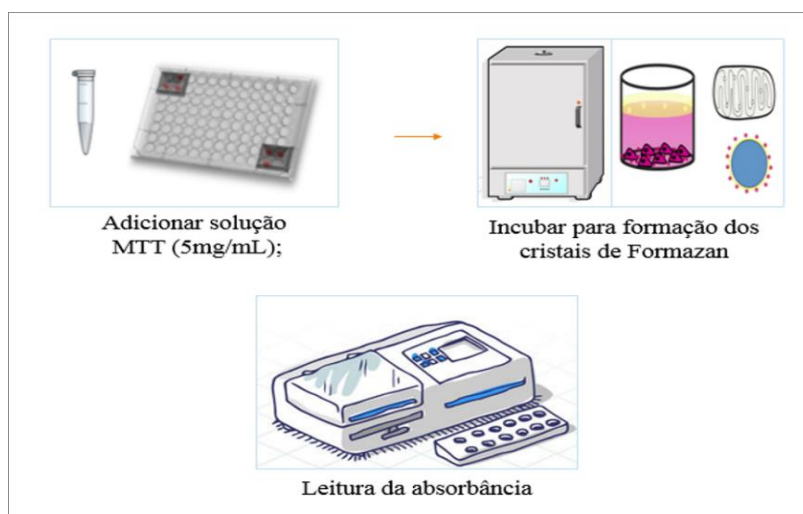 Adicionar solução
MTT (5mg/mL);
Incubar para formação dos
cristais de Formazan
Leitura da absorbância